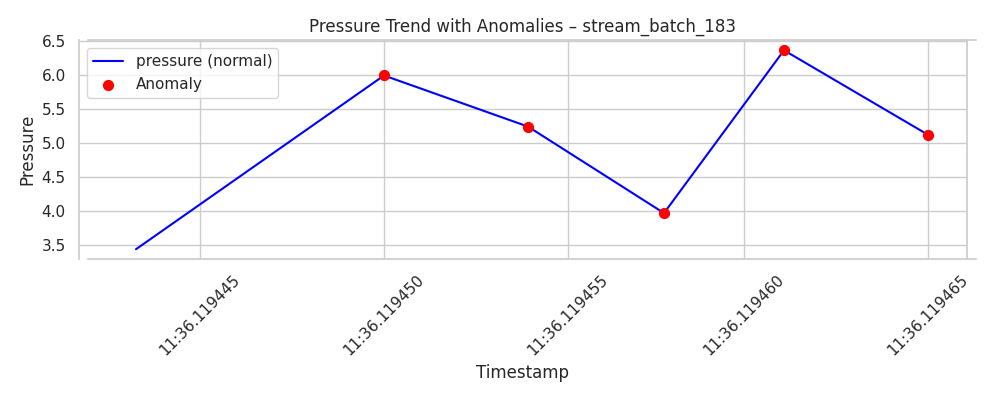 Pressure Trend with Anomalies – stream_batch_183
pressure (normal)
Anomaly
Pressure
6.5
6.0
5.5
5.0
4.5
4.0
3.5
11:36.119445
11:36.119450
11:36.119455
11:36.119460
11:36.119465
Timestamp